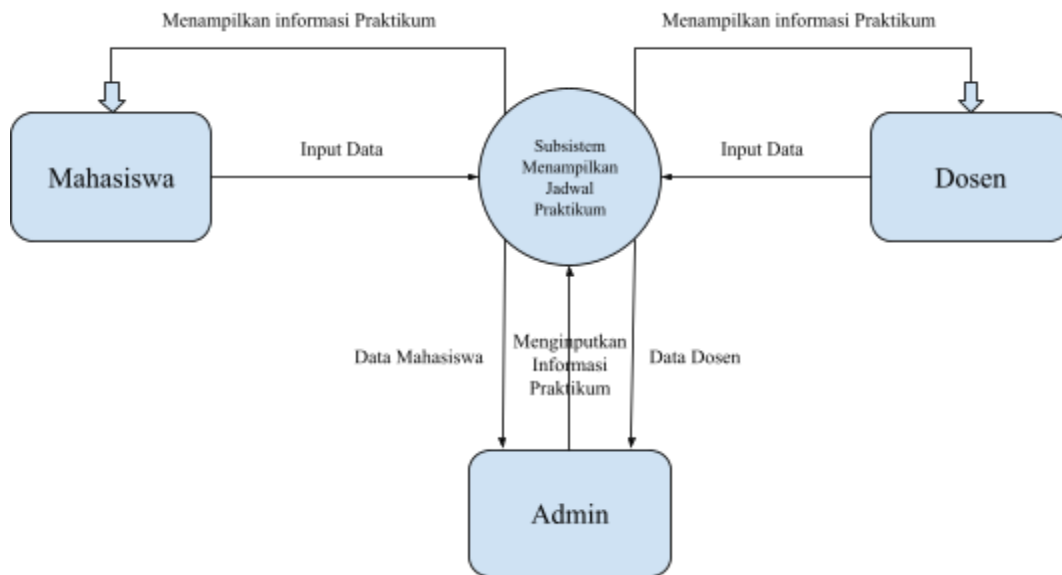 Menampilkan informasi Praktikum
Menampilkan informasi Praktikum
Mahasiswa
Input Data
Subsistem
Menampilkan
Jadwal
Praktikum
Input Data
Dosen
Data Mahasiswa
Menginputkan
Informasi
Praktikum
Data Dosen
Admin